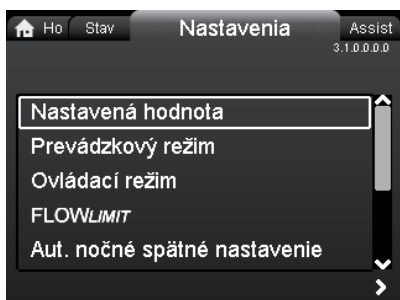 Ho Stav Nastavenia Assist
3.1.0.0.0.0
Nastavená hodnota
Prevádzkový režim
Ovládací režim
FLOWLIMIT
Aut. nočné spätné nastavenie